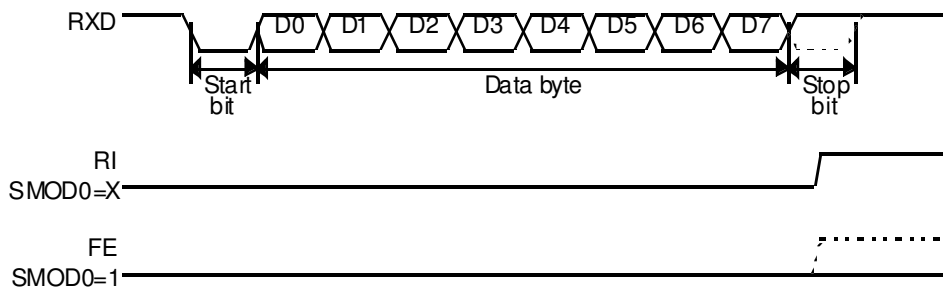 RXD
D0 D1 D2 D3 D4 D5 D6 D7
Start
bit
Data byte
Stop
bit
RI
SMOD0=X
FE
SMOD0=1